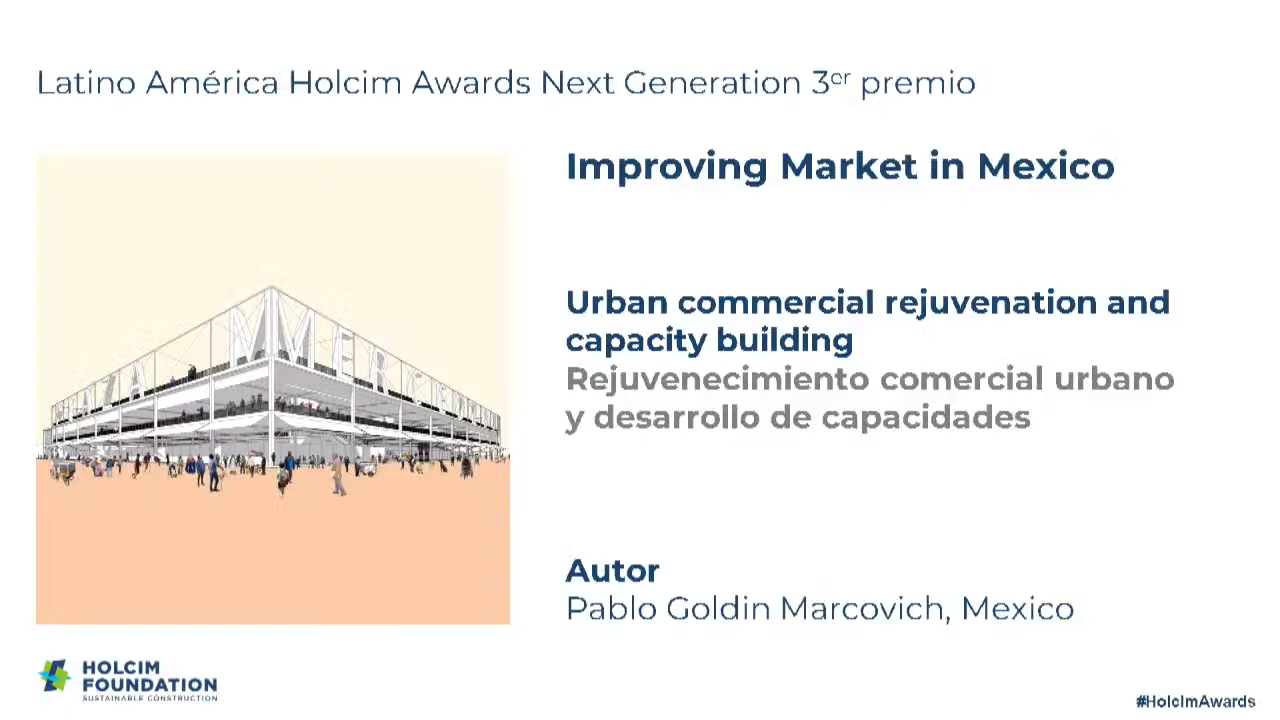 Latino América Holcim Awards Next Generation 3er premio
Improving Market in Mexico
Urban commercial rejuvenation and
capacity building
Rejuvenecimiento comercial urbano
y desarrollo de capacidades
Autor
Pablo Goldin Marcovich, Mexico
HOLCIM
FOUNDATION
SUSTAINABLE CONSTRUCTION
#HolcimAwards